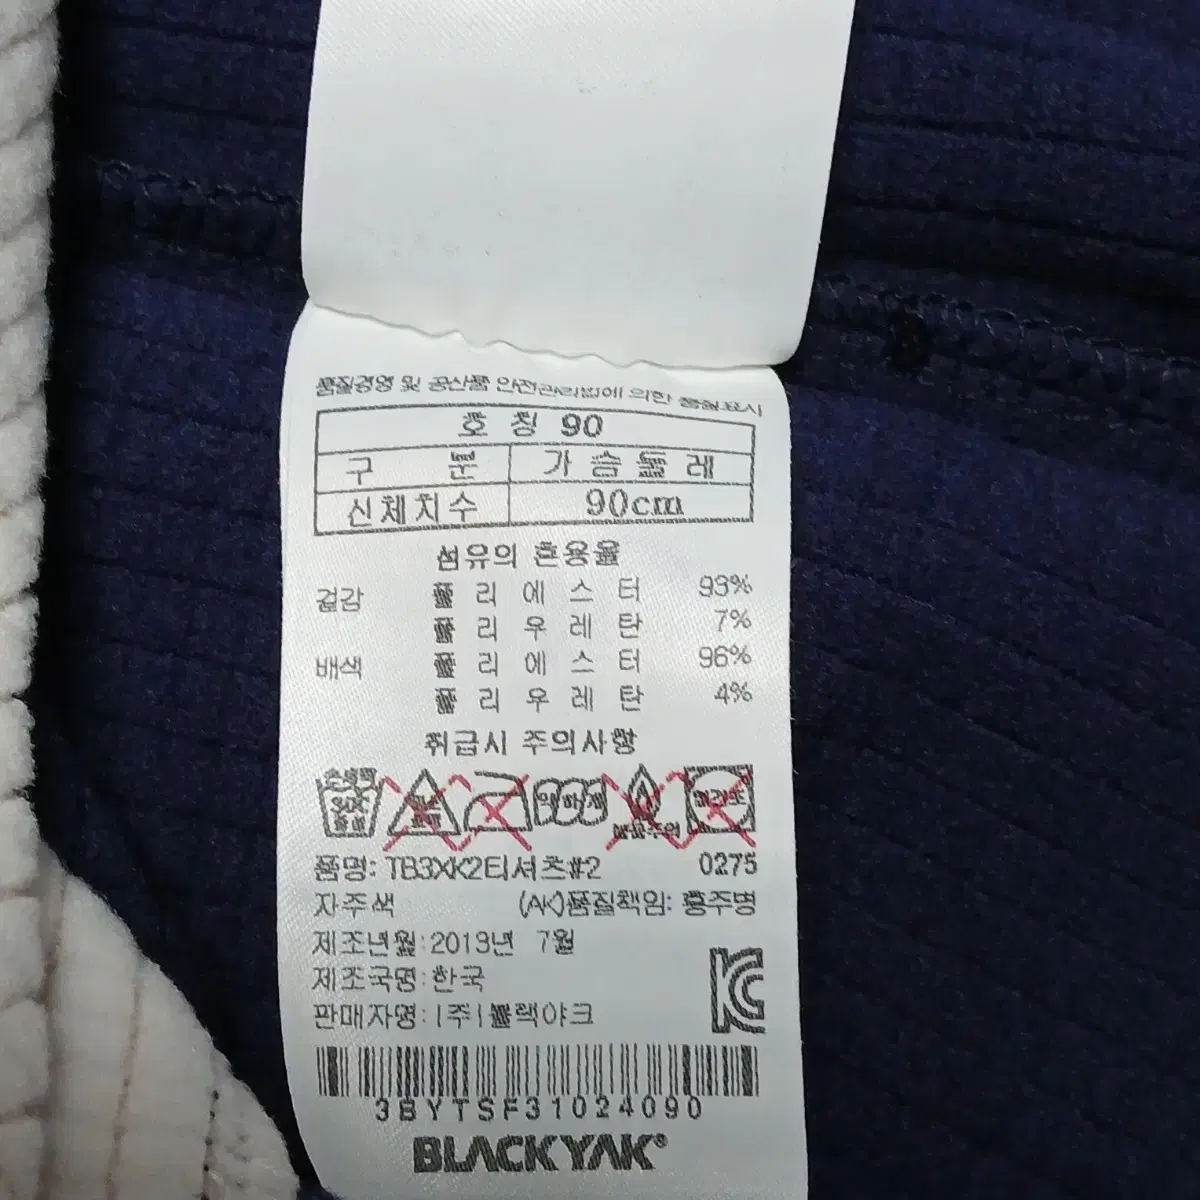 품질경영 및 공산품 안전관리법에 의한 품질표시
호 칭 90
구 분 가 슴 둘 레
신체치수 90cm
섬유의 혼용율
겉감 폴 리 에 스 터 93%
폴 리 우 레 탄 7%
배색 폴 리 에 스 터 96%
폴 리 우 레 탄 4%
취급시 주의사항
손세탁 약하게
품명: TB3XK2티셔츠#2 0275
자주색 (AK)품질책임: 홍주명
제조년월:2013년 7월
제조국명:한국
판매자명:(주)블랙야크
3BYTSF31024090
BLACKYAK®